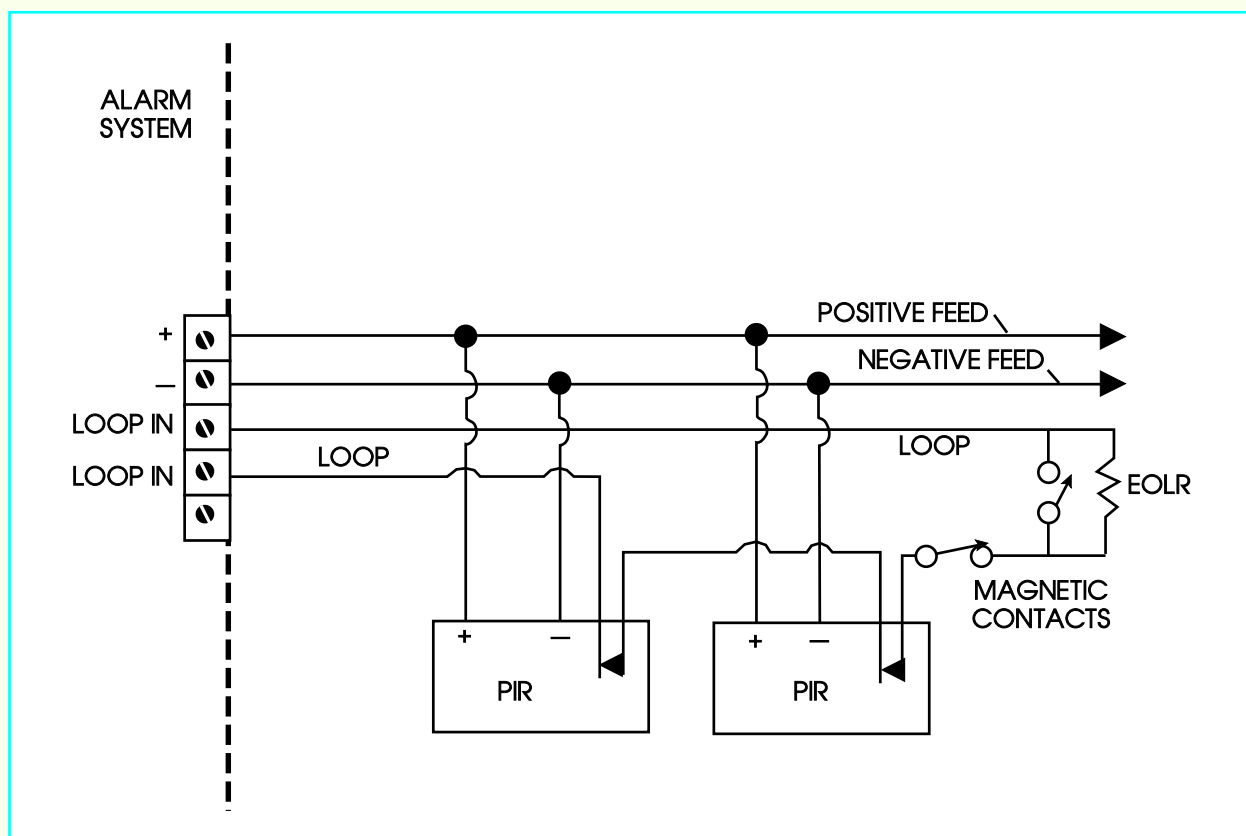 ALARM
SYSTEM
POSITIVE FEED
+
NEGATIVE FEED
—
LOOP IN
LOOP
LOOP
LOOP IN
EOLR
MAGNETIC
CONTACTS
+ —
+ —
PIR
PIR